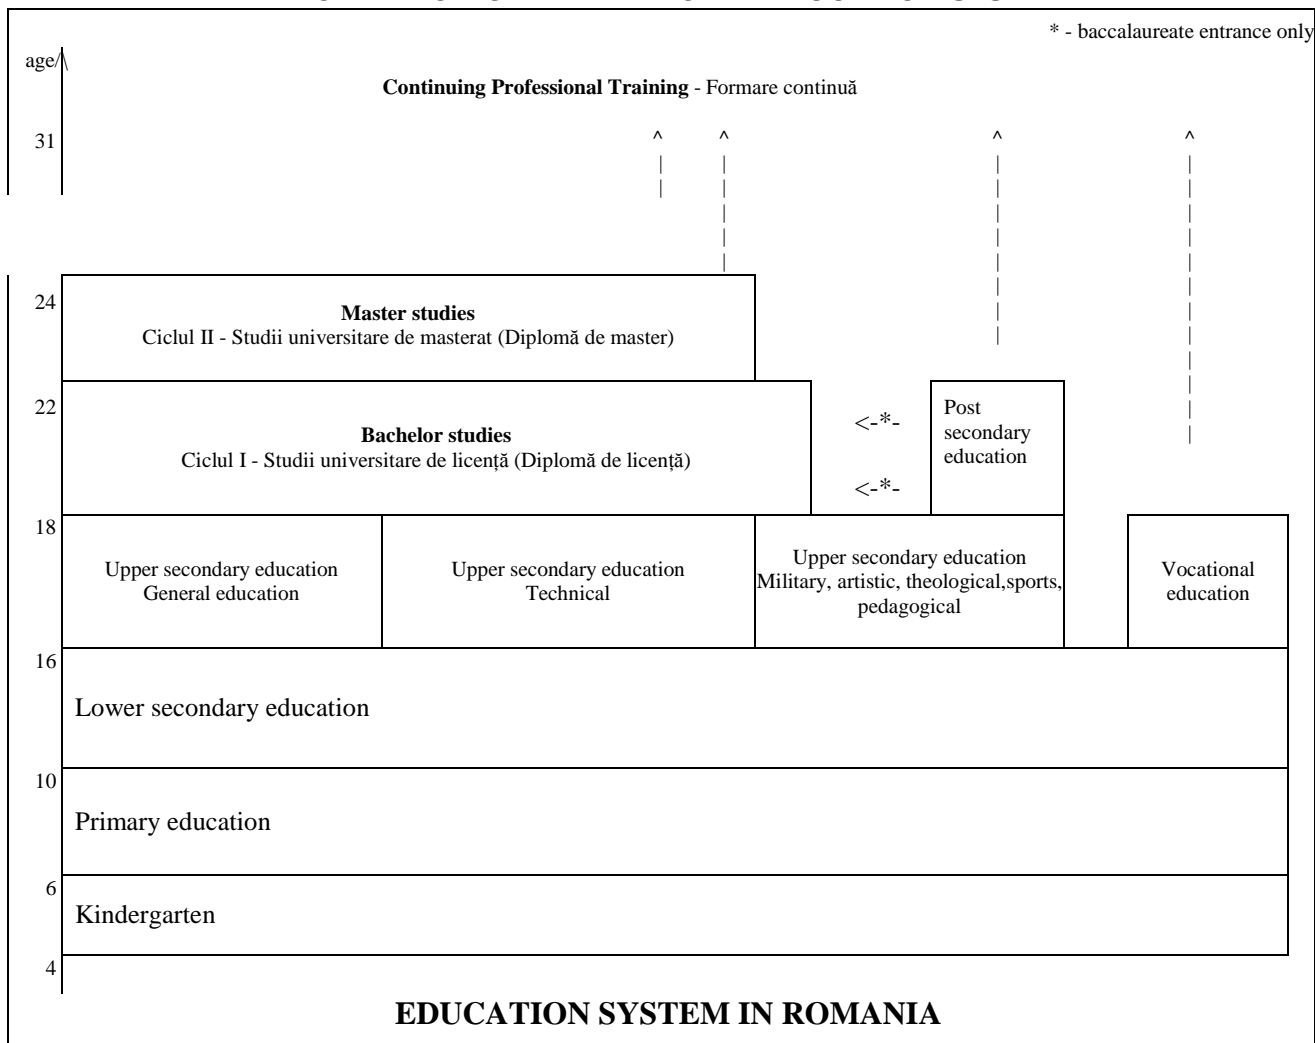 * - baccalaureate entrance only
age/\
Continuing Professional Training - Formare continuă
31
^ ^ ^ ^
24
Master studies
Ciclul II - Studii universitare de masterat (Diplomă de master)
22
Bachelor studies
Ciclul I - Studii universitare de licență (Diplomă de licență)
<-*-
<-*-
Post
secondary
education
18
Upper secondary education
General education
Upper secondary education
Technical
Upper secondary education
Military, artistic, theological,sports,
pedagogical
Vocational
education
16
Lower secondary education
10
Primary education
6
Kindergarten
4
EDUCATION SYSTEM IN ROMANIA